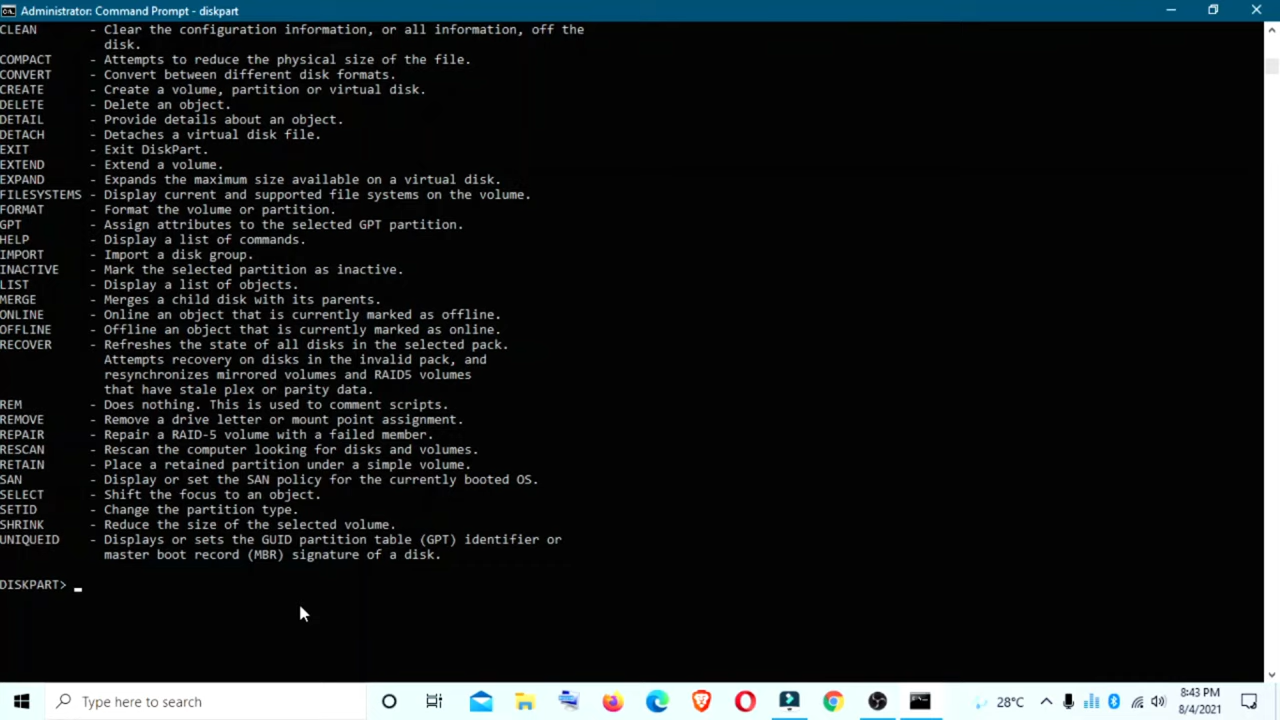 Administrator: Command Prompt - diskpart
CLEAN - Clear the configuration information, or all information, off the
disk.
COMPACT - Attempts to reduce the physical size of the file.
CONVERT - Convert between different disk formats.
CREATE - Create a volume, partition or virtual disk.
DELETE - Delete an object.
DETAIL - Provide details about an object.
DETACH - Detaches a virtual disk file.
EXIT - Exit DiskPart.
EXTEND - Extend a volume.
EXPAND - Expands the maximum size available on a virtual disk.
FILESYSTEMS - Display current and supported file systems on the volume.
FORMAT - Format the volume or partition.
GPT - Assign attributes to the selected GPT partition.
HELP - Display a list of commands.
IMPORT - Import a disk group.
INACTIVE - Mark the selected partition as inactive.
LIST - Display a list of objects.
MERGE - Merges a child disk with its parents.
ONLINE - Online an object that is currently marked as offline.
OFFLINE - Offline an object that is currently marked as online.
RECOVER - Refreshes the state of all disks in the selected pack.
Attempts recovery on disks in the invalid pack, and
resynchronizes mirrored volumes and RAID5 volumes
that have stale plex or parity data.
REM - Does nothing. This is used to comment scripts.
REMOVE - Remove a drive letter or mount point assignment.
REPAIR - Repair a RAID-5 volume with a failed member.
RESCAN - Rescan the computer looking for disks and volumes.
RETAIN - Place a retained partition under a simple volume.
SAN - Display or set the SAN policy for the currently booted OS.
SELECT - Shift the focus to an object.
SETID - Change the partition type.
SHRINK - Reduce the size of the selected volume.
UNIQUEID - Displays or sets the GUID partition table (GPT) identifier or
master boot record (MBR) signature of a disk.
DISKPART> _
Type here to search
28°C
8:43 PM
8/4/2021